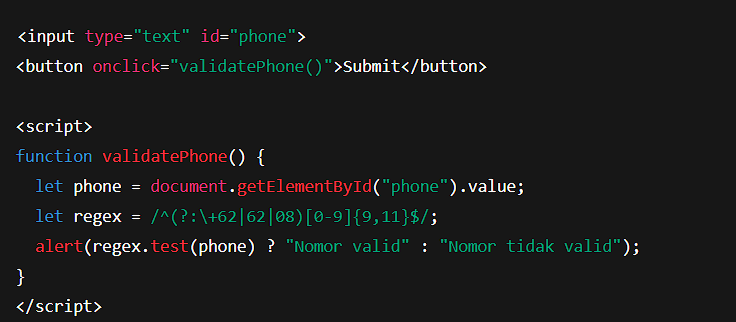 <input type="text" id="phone">
<button onclick="validatePhone()">Submit</button>

<script>
function validatePhone() {
  let phone = document.getElementById("phone").value;
  let regex = /^(?:\+62|62|08)[0-9]{9,11}$/;
  alert(regex.test(phone) ? "Nomor valid" : "Nomor tidak valid");
}
</script>